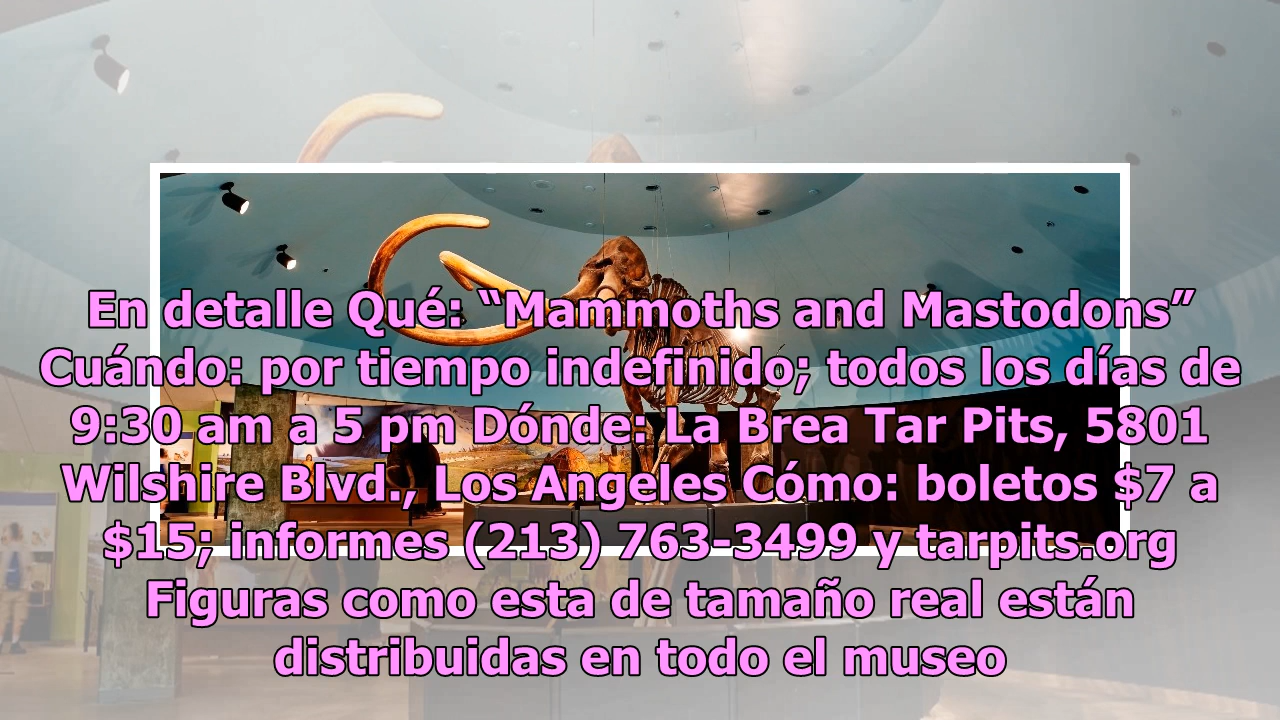 En detalle Qué: “Mammoths and Mastodons”
Cuándo: por tiempo indefinido; todos los días de
9:30 am a 5 pm Dónde: La Brea Tar Pits, 5801
Wilshire Blvd., Los Angeles Cómo: boletos $7 a
$15; informes (213) 763-3499 y tarpits.org
Figuras como esta de tamaño real están
distribuidas en todo el museo